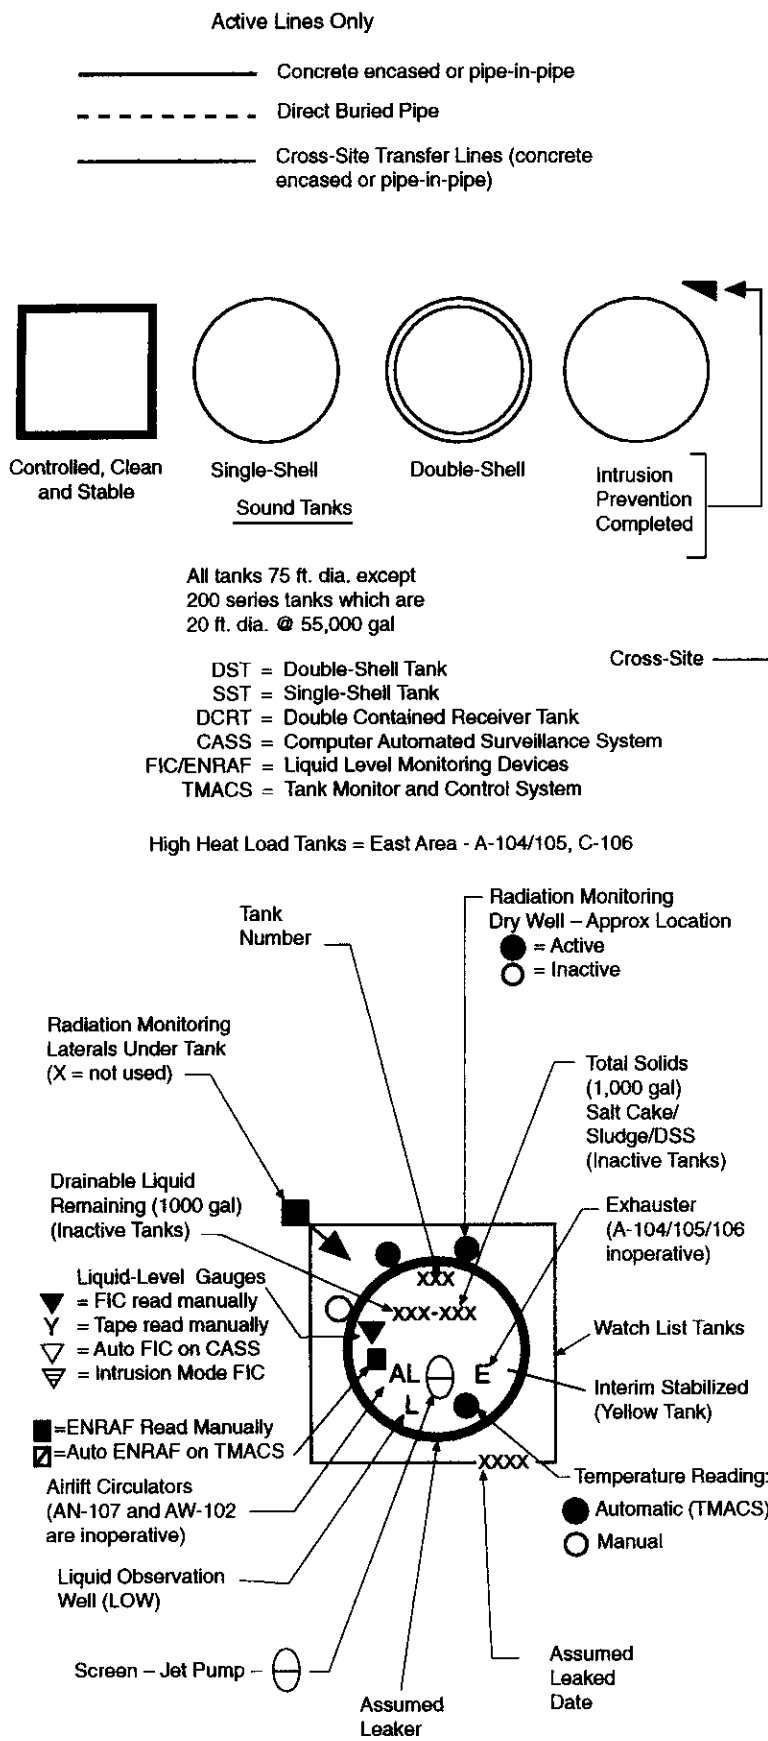 Active Lines Only
Concrete encased or pipe-in-pipe
Direct Buried Pipe
Cross-Site Transfer Lines (concrete
encased or pipe-in-pipe)
Controlled, Clean
and Stable
Single-Shell
Double-Shell
Intrusion
Prevention
Completed
Sound Tanks
All tanks 75 ft. dia. except
200 series tanks which are
20 ft. dia. @ 55,000 gal
Cross-Site
DST = Double-Shell Tank
SST = Single-Shell Tank
DCRT = Double Contained Receiver Tank
CASS = Computer Automated Surveillance System
FIC/ENRAF = Liquid Level Monitoring Devices
TMACS = Tank Monitor and Control System
High Heat Load Tanks = East Area - A-104/105, C-106
Tank
Number
Radiation Monitoring
Dry Well – Approx Location
= Active
= Inactive
Radiation Monitoring
Laterals Under Tank
(X = not used)
Total Solids
(1,000 gal)
Salt Cake/
Sludge/DSS
(Inactive Tanks)
Drainable Liquid
Remaining (1000 gal)
(Inactive Tanks)
Exhauster
(A-104/105/106
inoperative)
Liquid-Level Gauges
= FIC read manually
Y = Tape read manually
= Auto FIC on CASS
= Intrusion Mode FIC
XXX
XXX-XXX
AL
E
L
Watch List Tanks
Interim Stabilized
(Yellow Tank)
=ENRAF Read Manually
=Auto ENRAF on TMACS
XXXX
Airlift Circulators
(AN-107 and AW-102
are inoperative)
Temperature Reading:
Automatic (TMACS)
Manual
Liquid Observation
Well (LOW)
Screen – Jet Pump –
Assumed
Leaker
Assumed
Leaked
Date